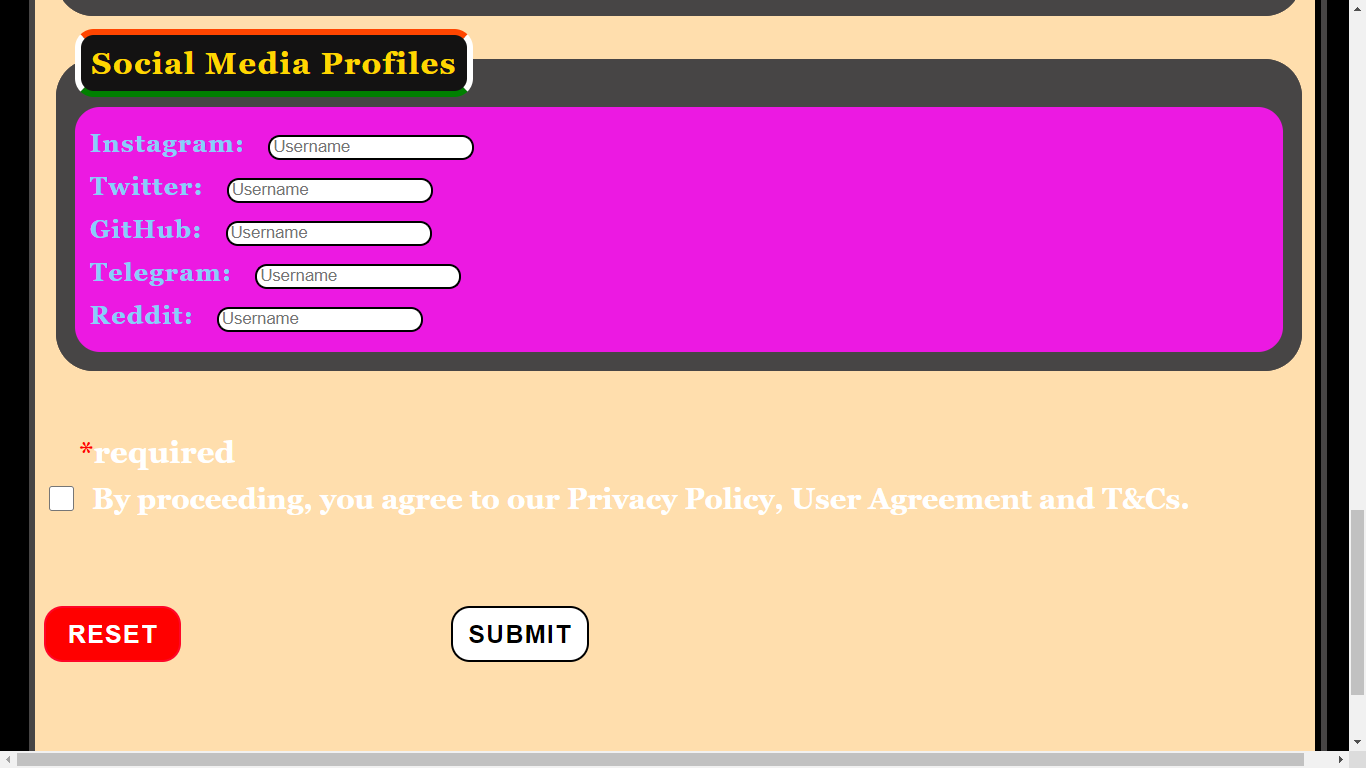 Social Media Profiles
Instagram: Username
Twitter: Username
GitHub: Username
Telegram: Username
Reddit: Username
*required
By proceeding, you agree to our Privacy Policy, User Agreement and T&Cs.
RESET SUBMIT